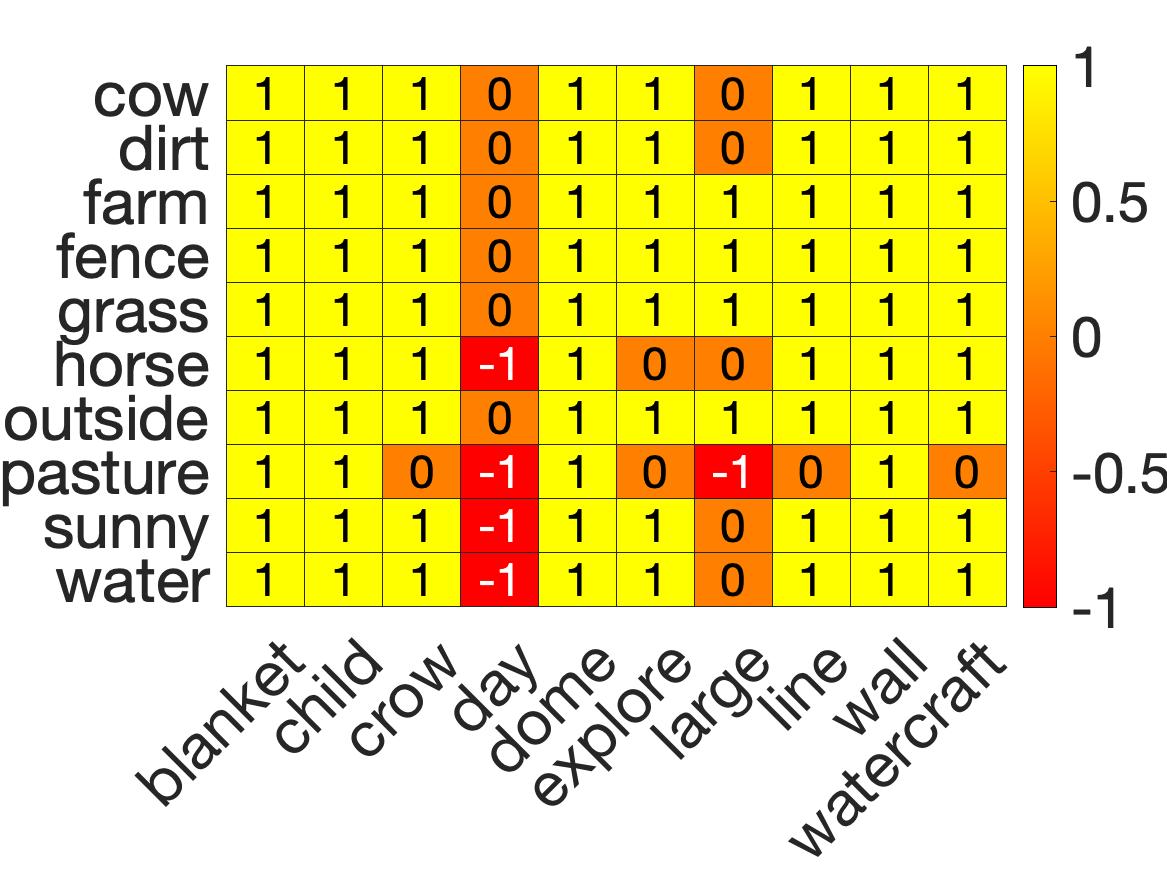 cow 1 1 1 0 1 1 0 1 1 1
dirt 1 1 1 0 1 1 0 1 1 1
farm 1 1 1 0 1 1 1 1 1 1
fence 1 1 1 0 1 1 1 1 1 1
grass 1 1 1 0 1 1 1 1 1 1
horse 1 1 1 -1 1 0 0 1 1 1
outside 1 1 1 0 1 1 1 1 1 1
pasture 1 1 0 -1 1 0 -1 0 1 0
sunny 1 1 1 -1 1 1 0 1 1 1
water 1 1 1 -1 1 1 0 1 1 1
blanket
child
crow
day
dome
explore
large
line
wall
watercraft
1
0.5
0
-0.5
-1